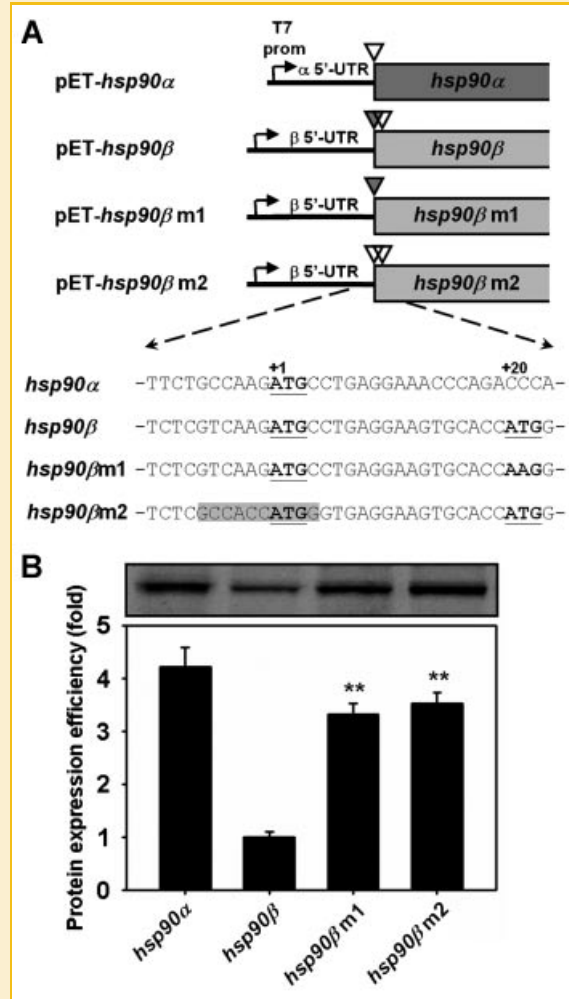 A
T7
prom
pET-hsp90α
α 5'-UTR
hsp90α
pET-hsp90β
β 5'-UTR
hsp90β
pET-hsp90β m1
β 5'-UTR
hsp90β m1
pET-hsp90β m2
β 5'-UTR
hsp90β m2
+1
+20
hsp90α -TTCTGCCAAGATGCCTGAGGAAACCCAGACCCA-
hsp90β -TCTCGTCAAGATGCCTGAGGAAGTGCACCATGG-
hsp90βm1 -TCTCGTCAAGATGCCTGAGGAAGTGCACCAAGG-
hsp90βm2 -TCTCGCCACCATGGGTGAGGAAGTGCACCATGG-
B
Protein expression efficiency (fold)
5
4
3
2
1
0
**
**
hsp90α
hsp90β
hsp90β m1
hsp90β m2